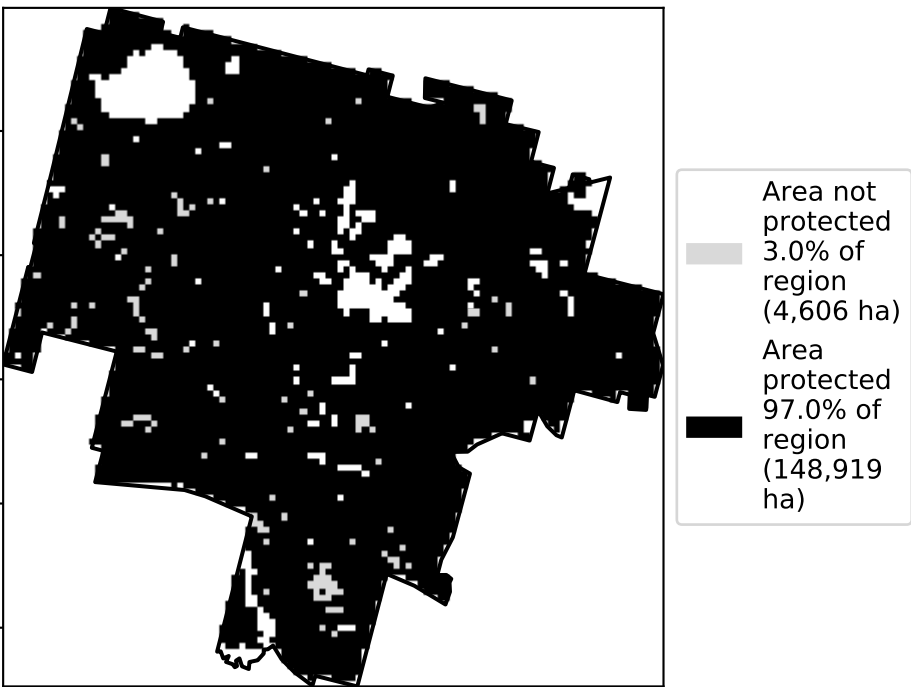 Area not
protected
3.0% of
region
(4,606 ha)
Area
protected
97.0% of
region
(148,919
ha)